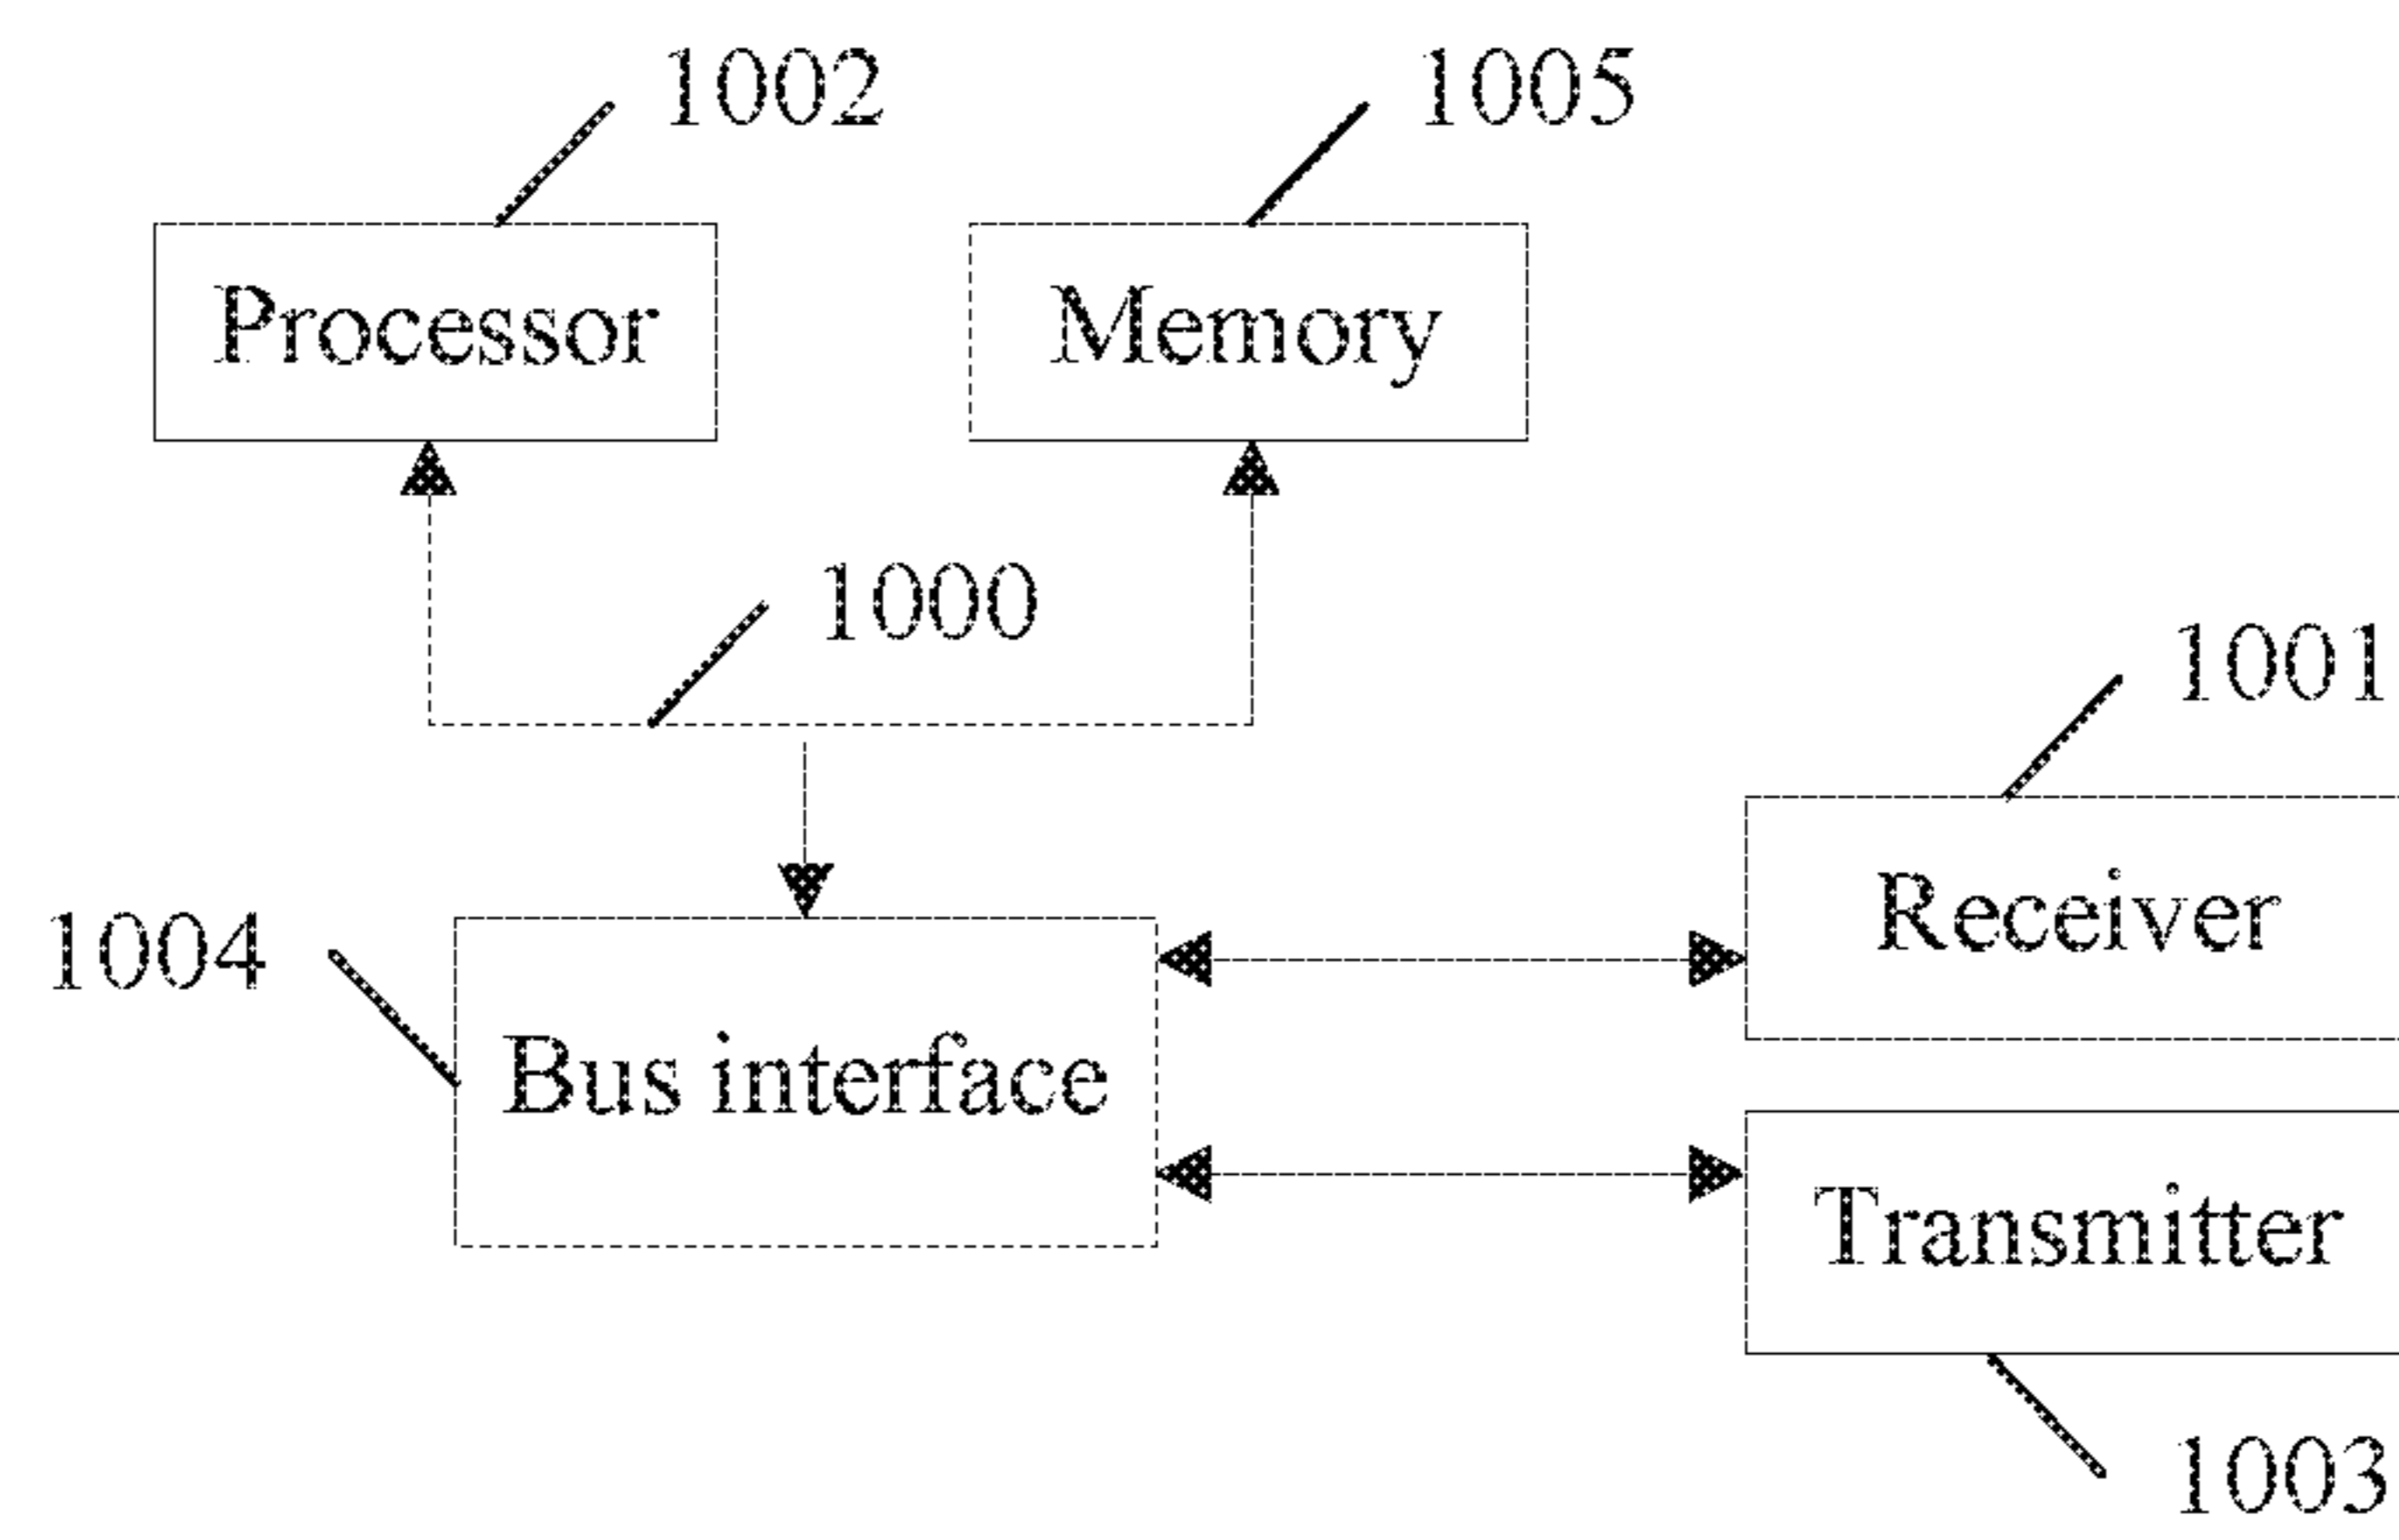 1002
1005
Processor
Memory
1000
1001
Receiver
1004
Bus interface
Transmitter
1003